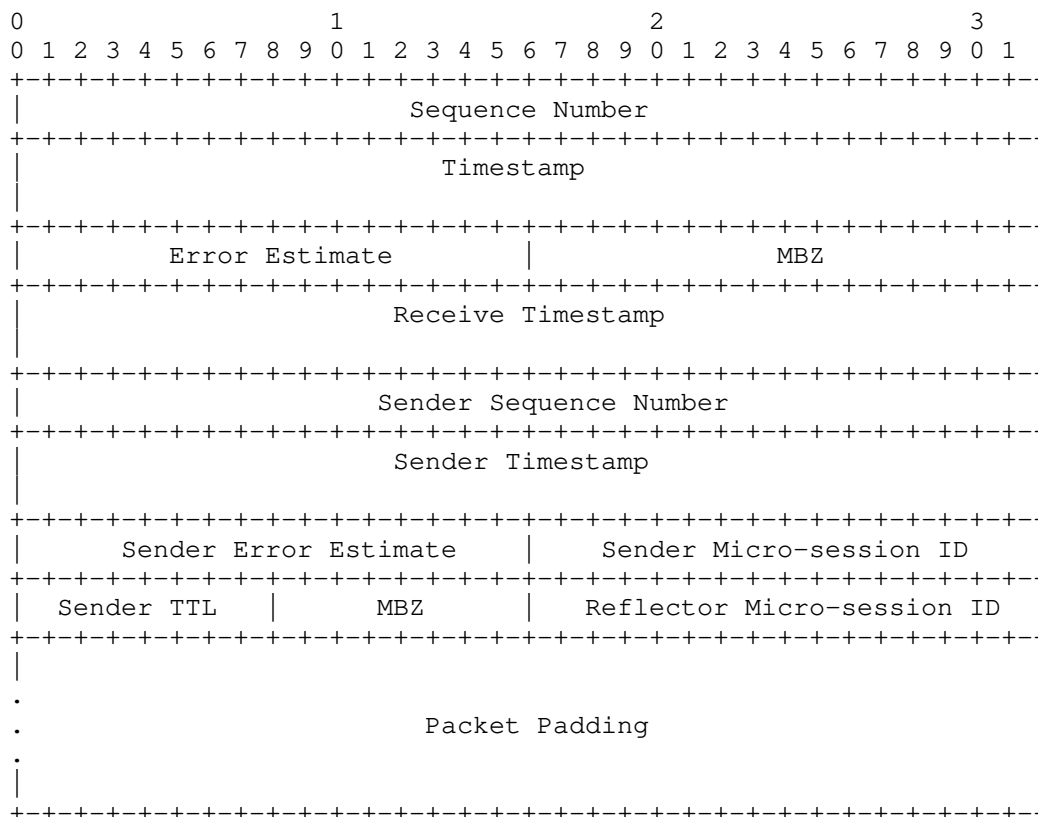 0                   1                   2                   3
0 1 2 3 4 5 6 7 8 9 0 1 2 3 4 5 6 7 8 9 0 1 2 3 4 5 6 7 8 9 0 1
+-+-+-+-+-+-+-+-+-+-+-+-+-+-+-+-+-+-+-+-+-+-+-+-+-+-+-+-+-+-+-+-
|                        Sequence Number
+-+-+-+-+-+-+-+-+-+-+-+-+-+-+-+-+-+-+-+-+-+-+-+-+-+-+-+-+-+-+-+-
|                          Timestamp
|
+-+-+-+-+-+-+-+-+-+-+-+-+-+-+-+-+-+-+-+-+-+-+-+-+-+-+-+-+-+-+-+-
|         Error Estimate        |               MBZ
+-+-+-+-+-+-+-+-+-+-+-+-+-+-+-+-+-+-+-+-+-+-+-+-+-+-+-+-+-+-+-+-
|                       Receive Timestamp
|
+-+-+-+-+-+-+-+-+-+-+-+-+-+-+-+-+-+-+-+-+-+-+-+-+-+-+-+-+-+-+-+-
|                      Sender Sequence Number
+-+-+-+-+-+-+-+-+-+-+-+-+-+-+-+-+-+-+-+-+-+-+-+-+-+-+-+-+-+-+-+-
|                       Sender Timestamp
|
+-+-+-+-+-+-+-+-+-+-+-+-+-+-+-+-+-+-+-+-+-+-+-+-+-+-+-+-+-+-+-+-
|      Sender Error Estimate    |    Sender Micro-session ID
+-+-+-+-+-+-+-+-+-+-+-+-+-+-+-+-+-+-+-+-+-+-+-+-+-+-+-+-+-+-+-+-
|  Sender TTL   |      MBZ      |   Reflector Micro-session ID
+-+-+-+-+-+-+-+-+-+-+-+-+-+-+-+-+-+-+-+-+-+-+-+-+-+-+-+-+-+-+-+-
|
.
.                         Packet Padding
.
|
+-+-+-+-+-+-+-+-+-+-+-+-+-+-+-+-+-+-+-+-+-+-+-+-+-+-+-+-+-+-+-+-